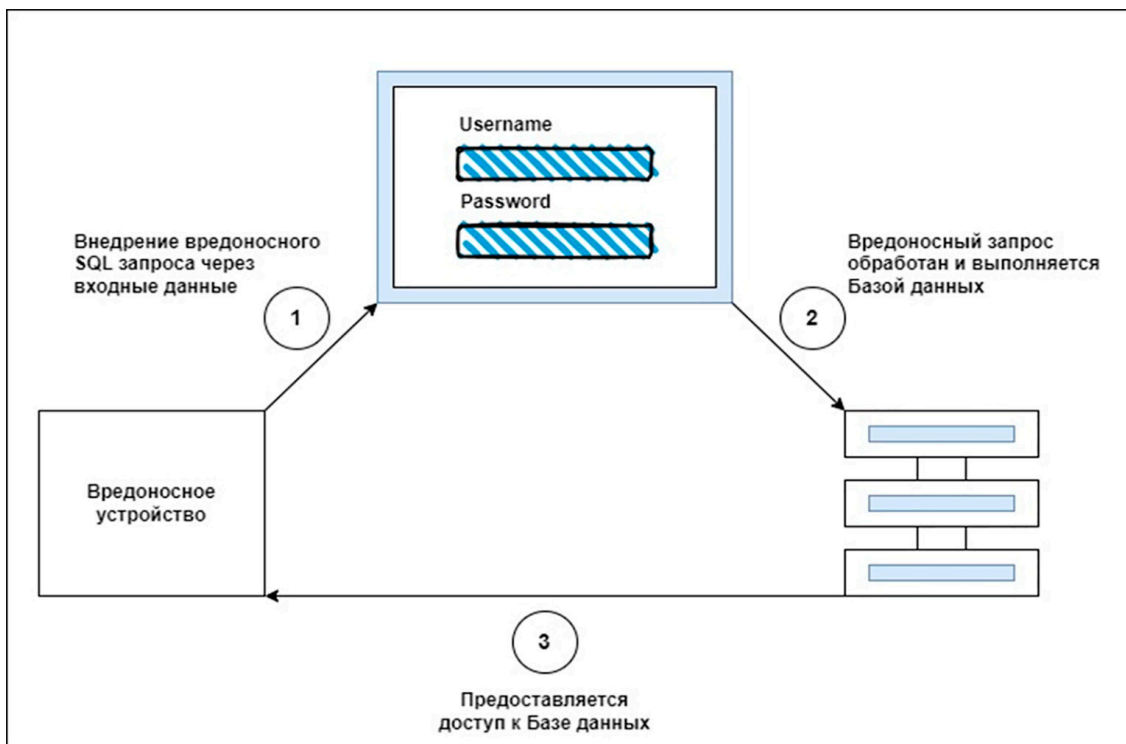 Username
Password
Внедрение вредоносного
SQL запроса через
входные данные
1
Вредоносный запрос
обработан и выполняется
Базой данных
2
Вредоносное
устройство
3
Предоставляется
доступ к Базе данных